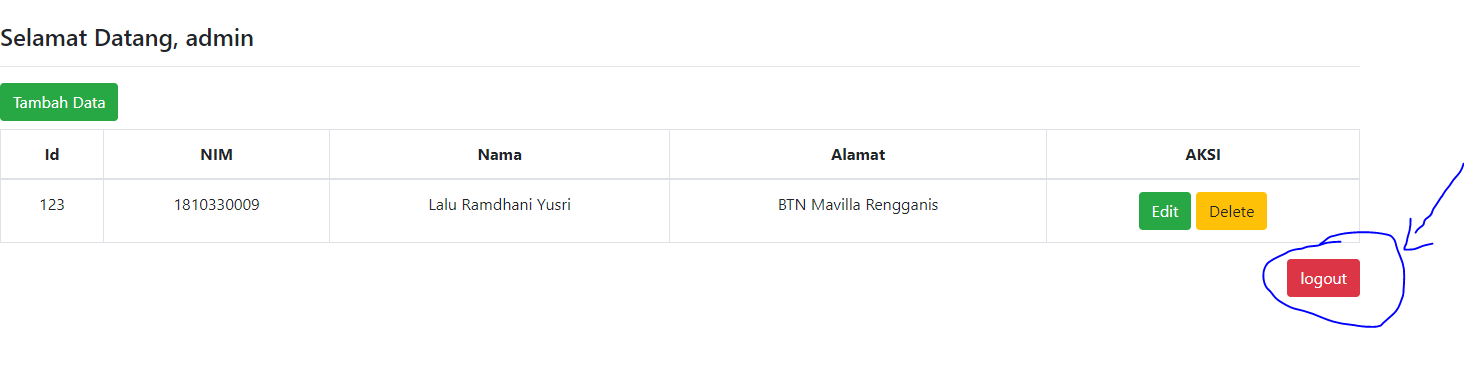 Selamat Datang, admin
Tambah Data
Id NIM Nama Alamat AKSI
123 1810330009 Lalu Ramdhani Yusri BTN Mavilla Rengganis Edit Delete
logout